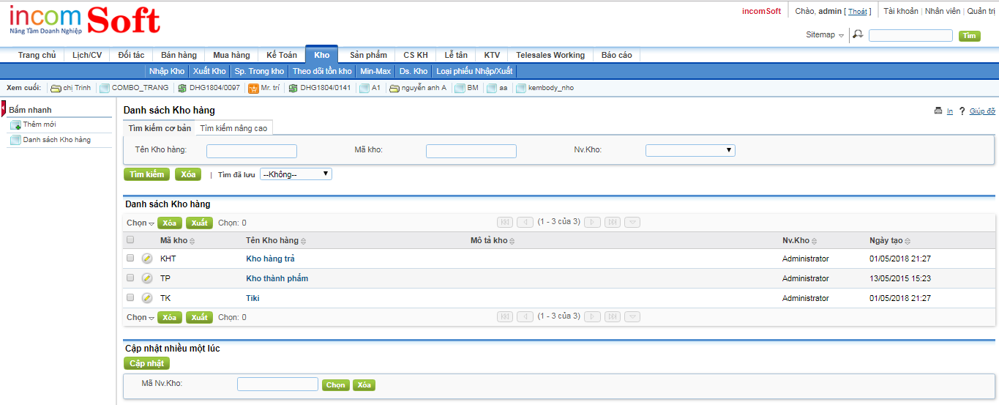 incom Soft
Nâng Tầm Doanh Nghiệp
incomSoft Chào, admin [ Thoát ] Tài khoản | Nhân viên | Quản trị
Sitemap Tìm
Trang chủ Lịch/CV Đối tác Bán hàng Mua hàng Kế Toán Kho Sản phẩm CS KH Lễ tân KTV Telesales Working Báo cáo
Nhập Kho Xuất Kho Sp. Trong kho Theo dõi tồn kho Min-Max Ds. Kho Loại phiếu Nhập/Xuất
Xem cuối: chị Trinh COMBO_TRANG DHG1804/0097 Mr. trí DHG1804/0141 A1 nguyễn anh A BM aa kembody_nho
Bấm nhanh
Thêm mới
Danh sách Kho hàng
Danh sách Kho hàng In ? Giúp đỡ
Tìm kiếm cơ bản Tìm kiếm nâng cao
Tên Kho hàng: Mã kho: Nv.Kho:
Tìm kiếm Xóa | Tìm đã lưu --Không--
Danh sách Kho hàng
Chọn Xóa Xuất Chọn: 0 (1 - 3 của 3)
Mã kho Tên Kho hàng Mô tả kho Nv.Kho Ngày tạo
KHT Kho hàng trả Administrator 01/05/2018 21:27
TP Kho thành phẩm Administrator 13/05/2015 15:23
TK Tiki Administrator 01/05/2018 21:27
Chọn Xóa Xuất Chọn: 0 (1 - 3 của 3)
Cập nhật nhiều một lúc
Cập nhật
Mã Nv.Kho: Chọn Xóa